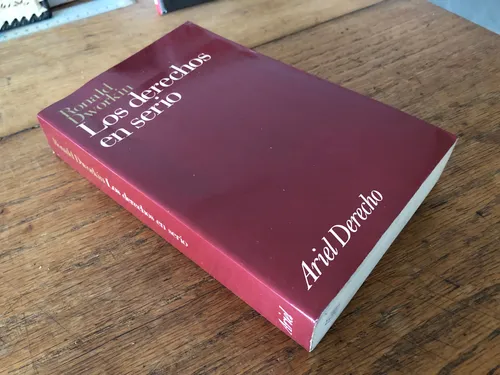 Ronald
Dworkin
Los derechos
en serio
Ariel Derecho
Ronald Dworkin Los derechos en serio
Ariel